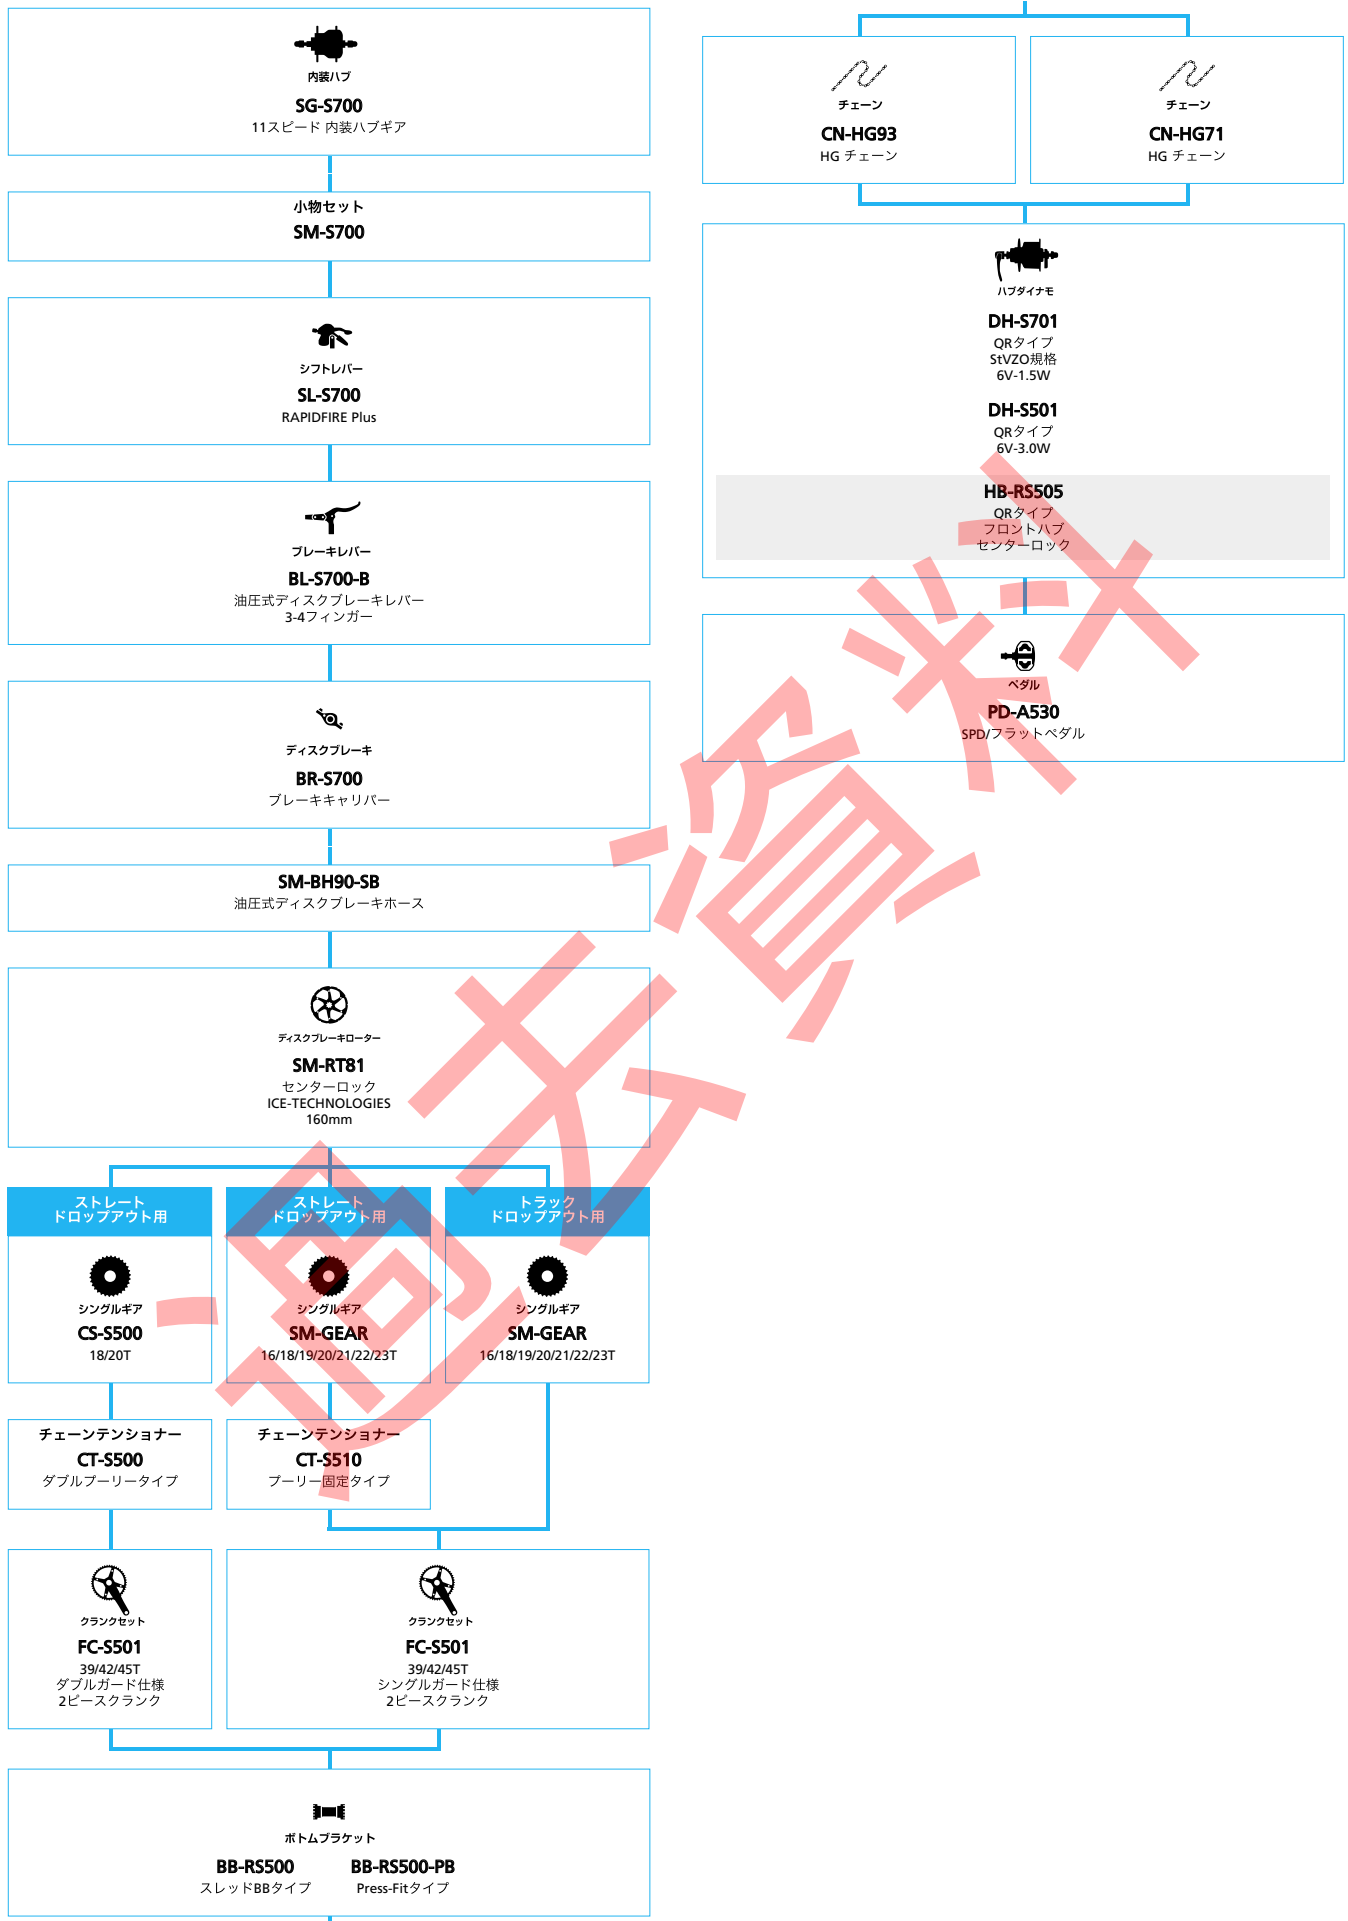 内装ハブ
SG-S700
11スピード 内装ハブギア
小物セット
SM-S700
シフトレバー
SL-S700
RAPIDFIRE Plus
ブレーキレバー
BL-S700-B
油圧式ディスクブレーキレバー
3-4フィンガー
ディスクブレーキ
BR-S700
ブレーキキャリパー
SM-BH90-SB
油圧式ディスクブレーキホース
ディスクブレーキローター
SM-RT81
センターロック
ICE-TECHNOLOGIES
160mm
ストレート
ドロップアウト用
シングルギア
CS-S500
18/20T
ストレート
ドロップアウト用
シングルギア
SM-GEAR
16/18/19/20/21/22/23T
トラック
ドロップアウト用
シングルギア
SM-GEAR
16/18/19/20/21/22/23T
チェーンテンショナー
CT-S500
ダブルプーリータイプ
チェーンテンショナー
CT-S510
プーリー固定タイプ
クランクセット
FC-S501
39/42/45T
ダブルガード仕様
2ピースクランク
クランクセット
FC-S501
39/42/45T
シングルガード仕様
2ピースクランク
ボトムブラケット
BB-RS500
スレッドBBタイプ
BB-RS500-PB
Press-Fitタイプ
チェーン
CN-HG93
HG チェーン
チェーン
CN-HG71
HG チェーン
ハブダイナモ
DH-S701
QRタイプ
StVZO規格
6V-1.5W
DH-S501
QRタイプ
6V-3.0W
HB-RS505
QRタイプ
フロントハブ
センターロック
ペダル
PD-A530
SPD/フラットペダル
過去資料